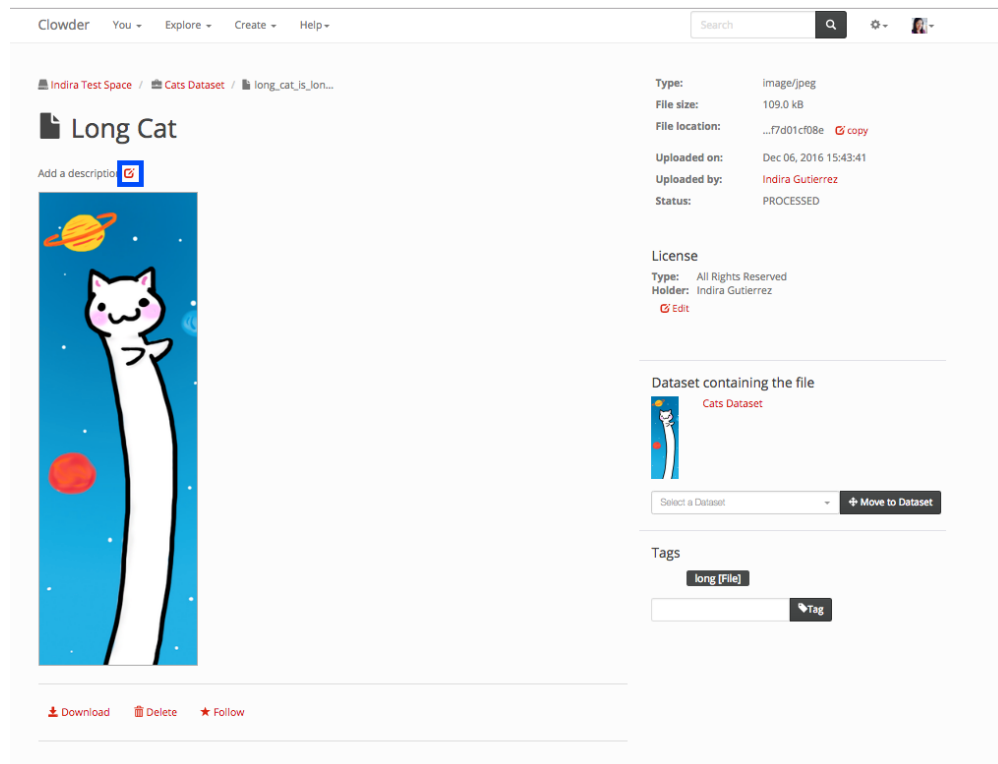 Clowder You Explore Create Help Search
Indira Test Space / Cats Dataset / long_cat_is_lon...
Long Cat
Add a description
Download Delete Follow
Type: image/jpeg
File size: 109.0 kB
File location: ...f7d01cf08e copy
Uploaded on: Dec 06, 2016 15:43:41
Uploaded by: Indira Gutierrez
Status: PROCESSED
License
Type: All Rights Reserved
Holder: Indira Gutierrez
Edit
Dataset containing the file
Cats Dataset
Select a Dataset Move to Dataset
Tags
long [File]
Tag